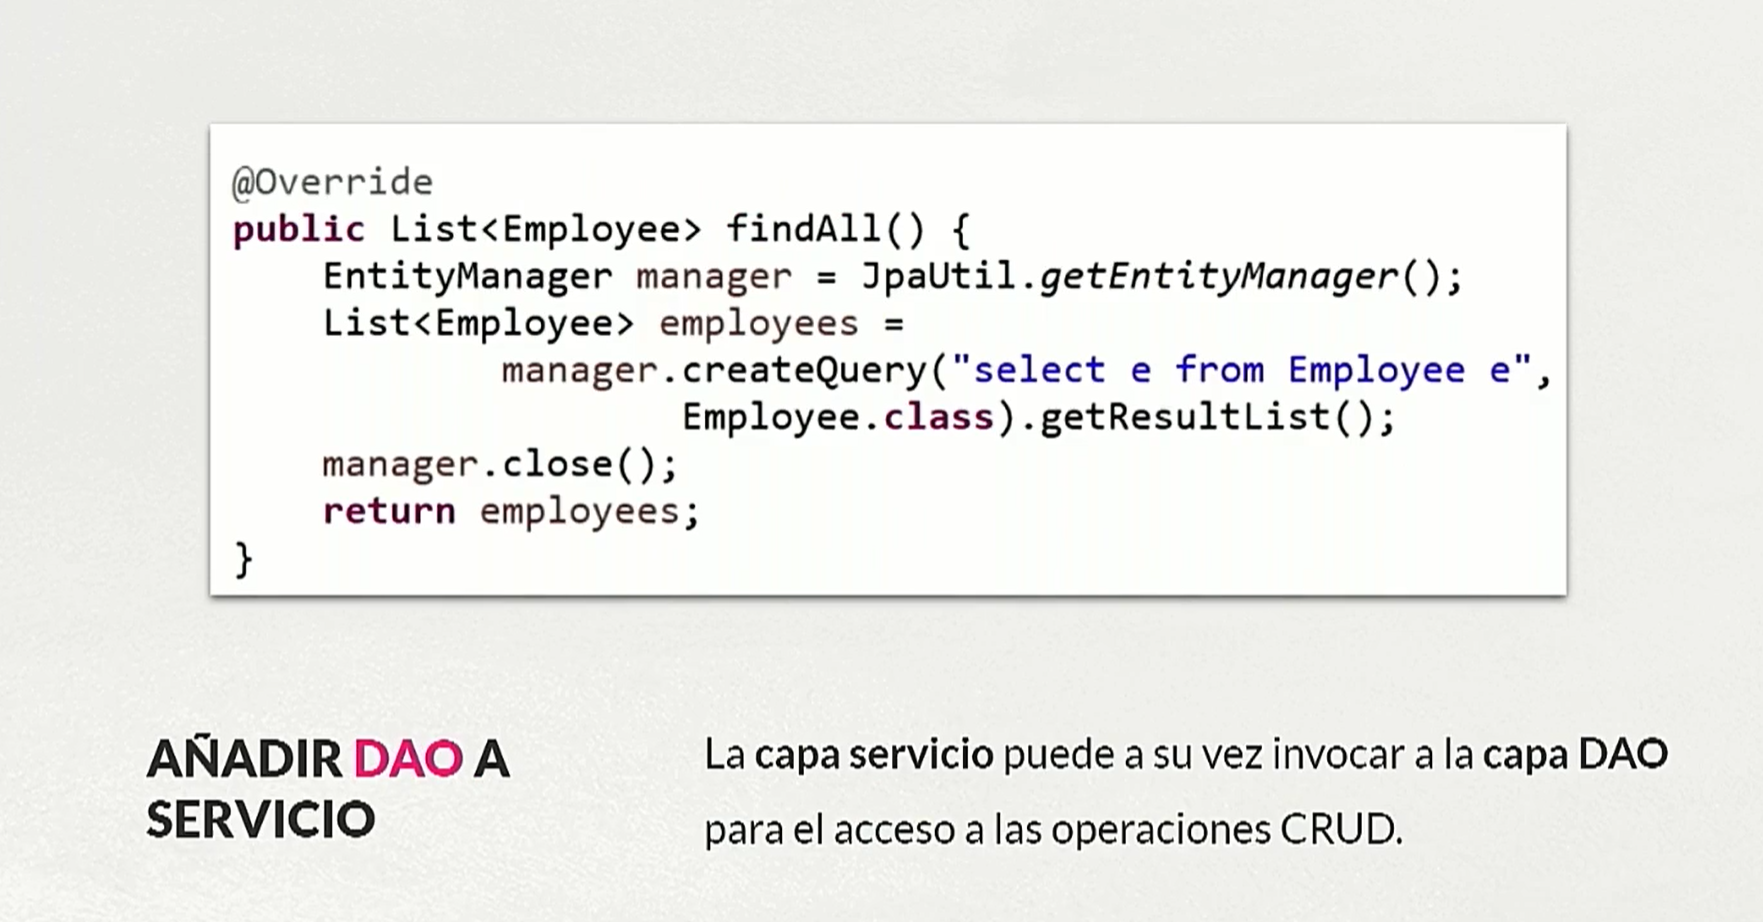 @Override
public List<Employee> findAll() {
EntityManager manager = JpaUtil.getEntityManager();
List<Employee> employees =
manager.createQuery("select e from Employee e",
Employee.class).getResultList();
manager.close();
return employees;
}
AÑADIR DAO A
SERVICIO
La capa servicio puede a su vez invocar a la capa DAO
para el acceso a las operaciones CRUD.